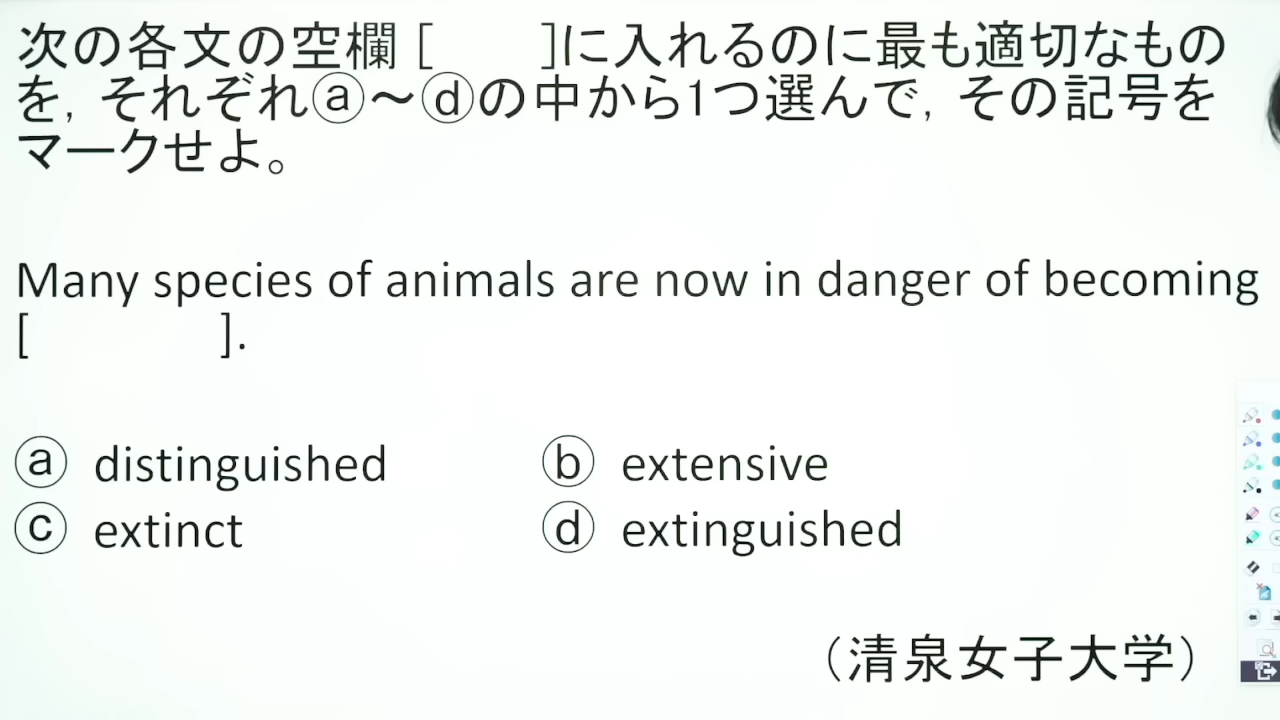 次の各文の空欄 [　　]に入れるのに最も適切なもの
を, それぞれⓐ～ⓓの中から1つ選んで, その記号を
マークせよ。
Many species of animals are now in danger of becoming
[　　　　].
ⓐ distinguished　ⓑ extensive
ⓒ extinct　ⓓ extinguished
（清泉女子大学）